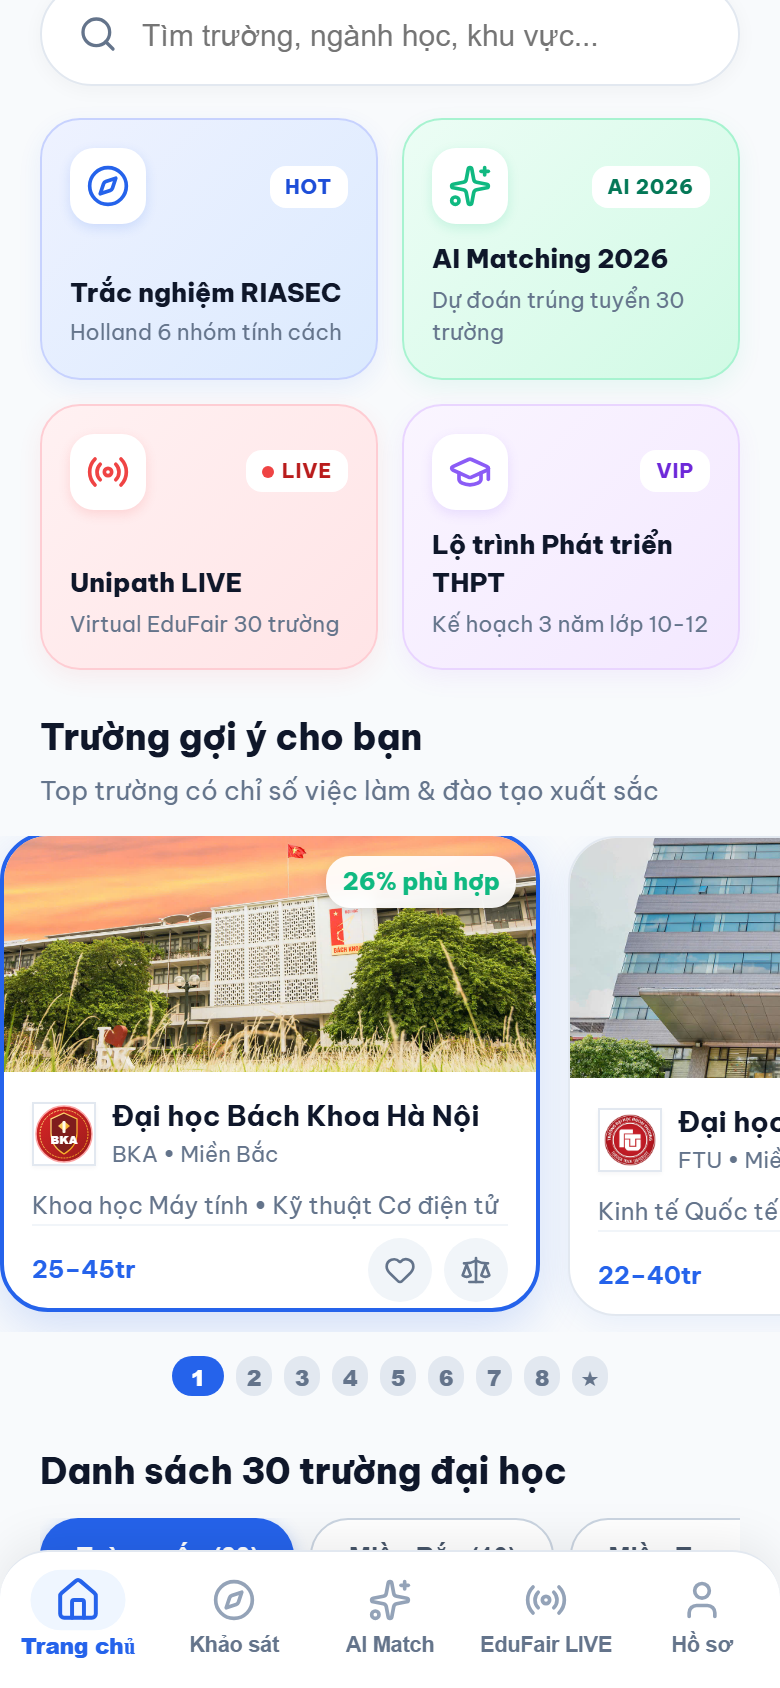 Tìm trường, ngành học, khu vực...
HOT
Trắc nghiệm RIASEC
Holland 6 nhóm tính cách
AI 2026
AI Matching 2026
Dự đoán trúng tuyển 30
trường
LIVE
Unipath LIVE
Virtual EduFair 30 trường
VIP
Lộ trình Phát triển
THPT
Kế hoạch 3 năm lớp 10-12
Trường gợi ý cho bạn
Top trường có chỉ số việc làm & đào tạo xuất sắc
26% phù hợp
BKA
Đại học Bách Khoa Hà Nội
BKA • Miền Bắc
Khoa học Máy tính • Kỹ thuật Cơ điện tử
25-45tr
Đại học
FTU • Miề
Kinh tế Quốc tế
22-40tr
1 2 3 4 5 6 7 8 ★
Danh sách 30 trường đại học
Trang chủ
Khảo sát
AI Match
EduFair LIVE
Hồ sơ